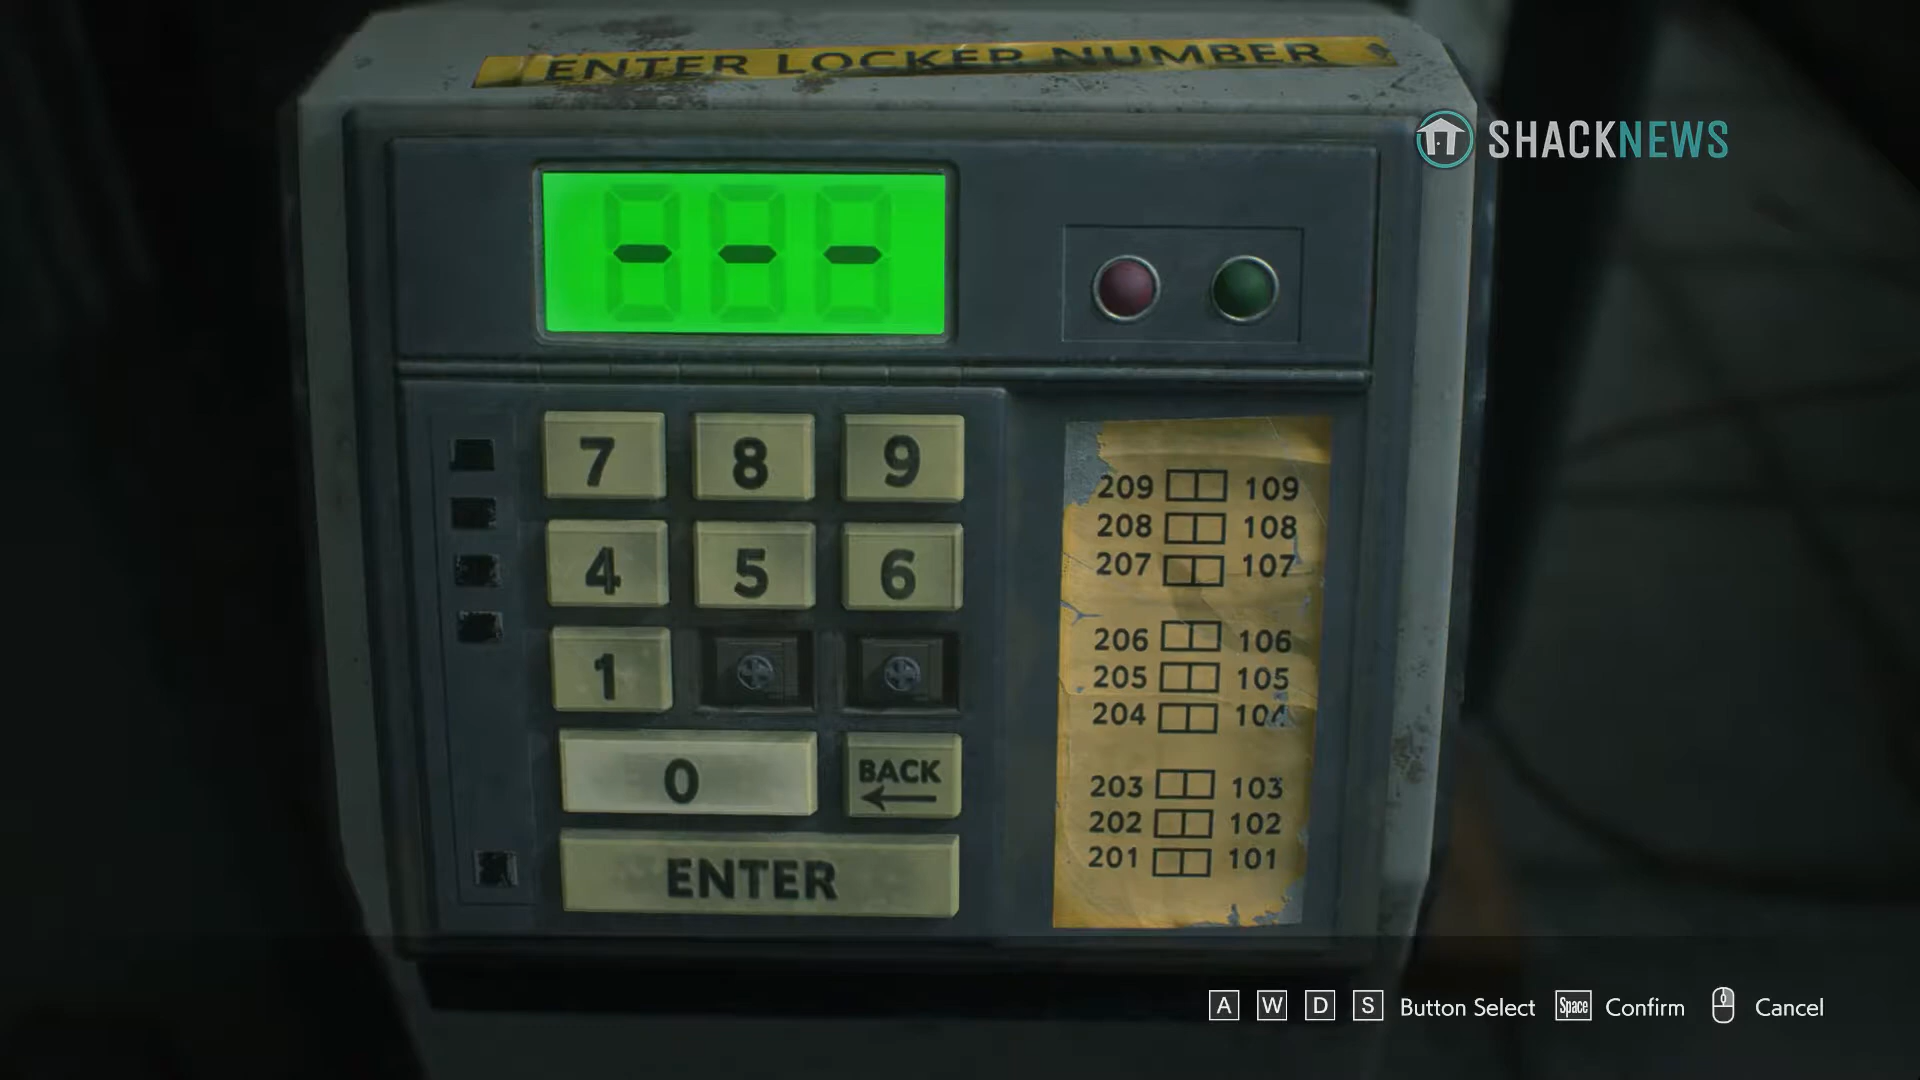 ENTER LOCKER NUMBER
SHACKNEWS
7 8 9
4 5 6
1
0 BACK
ENTER
209 109
208 108
207 107
206 106
205 105
204 104
203 103
202 102
201 101
A W D S Button Select Space Confirm Cancel